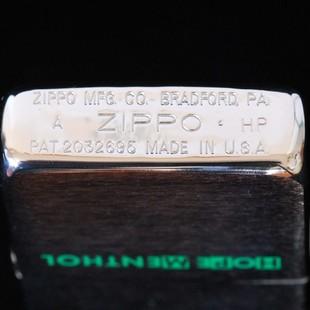 ZIPPO MFG. CO. BRADFORD, PA.
A ZIPPO • HP
PAT. 2032695 MADE IN U.S.A.
HOPE MENTHOL